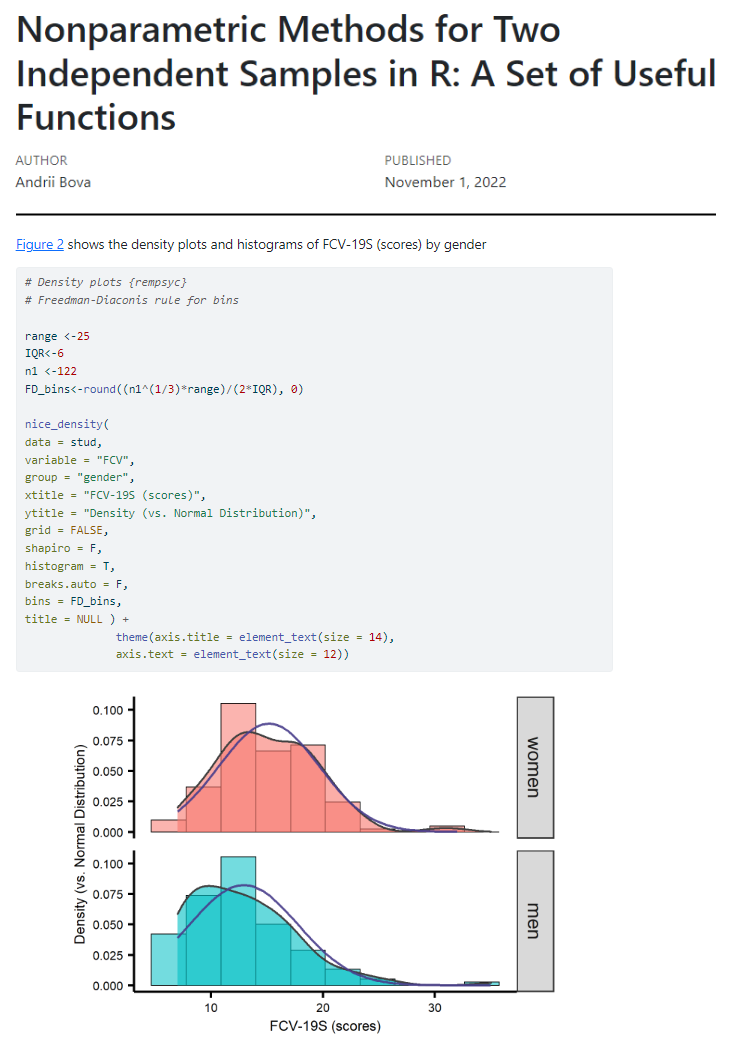 Nonparametric Methods for Two
Independent Samples in R: A Set of Useful
Functions
AUTHOR
Andrii Bova
PUBLISHED
November 1, 2022
Figure 2 shows the density plots and histograms of FCV-19S (scores) by gender
# Density plots {rempsyc}
# Freedman-Diaconis rule for bins
range <-25
IQR<-6
n1 <-122
FD_bins<-round((n1^(1/3)*range)/(2*IQR), 0)
nice_density(
data = stud,
variable = "FCV",
group = "gender",
xtitle = "FCV-19S (scores)",
ytitle = "Density (vs. Normal Distribution)",
grid = FALSE,
shapiro = F,
histogram = T,
breaks.auto = F,
bins = FD_bins,
title = NULL ) +
theme(axis.title = element_text(size = 14),
axis.text = element_text(size = 12))
Density (vs. Normal Distribution)
0.100
0.075
0.050
0.025
0.000
women
0.100
0.075
0.050
0.025
0.000
men
10 20 30
FCV-19S (scores)